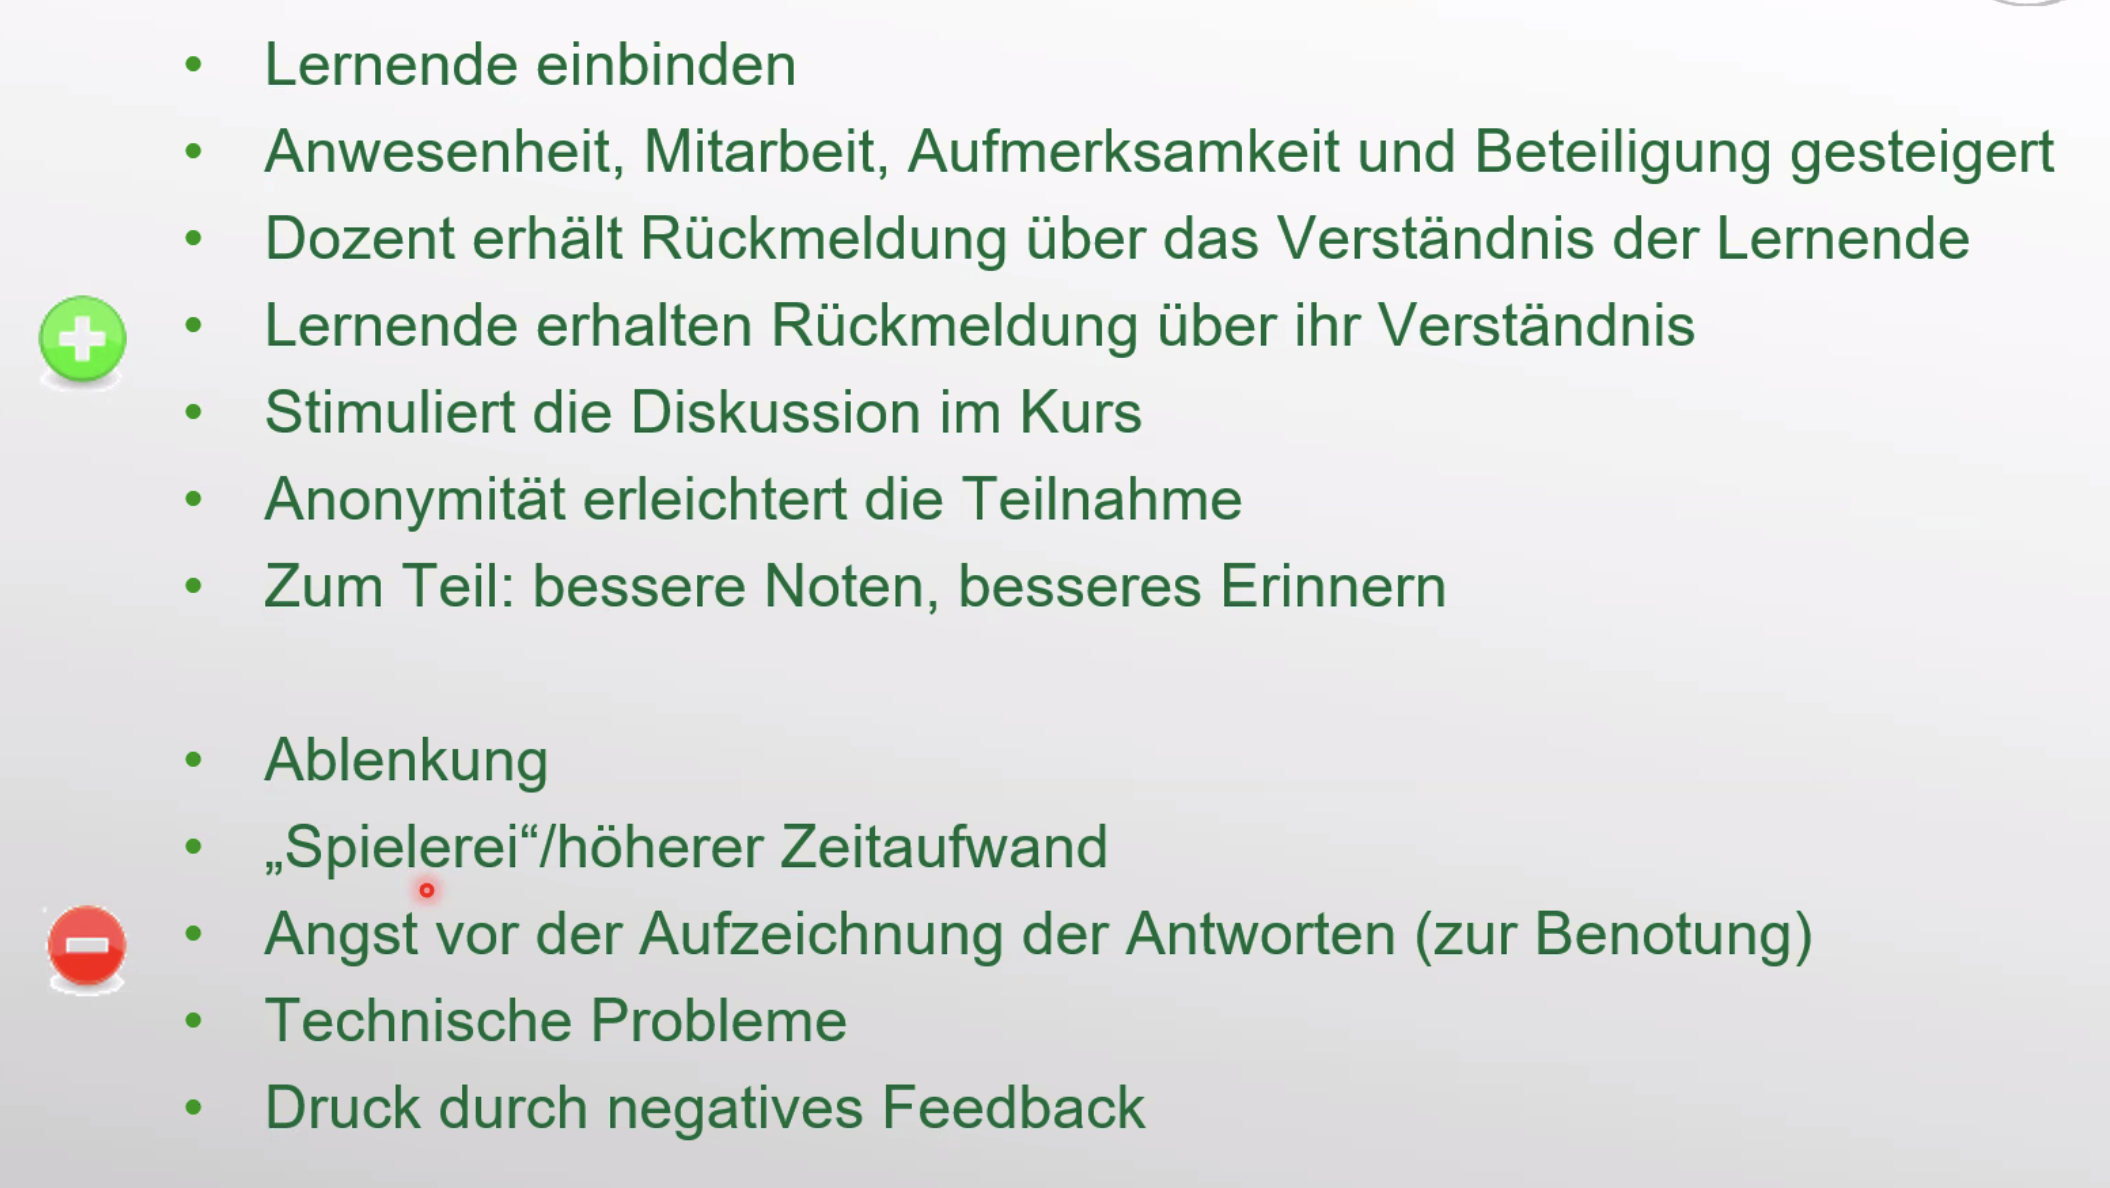 • Lernende einbinden
• Anwesenheit, Mitarbeit, Aufmerksamkeit und Beteiligung gesteigert
• Dozent erhält Rückmeldung über das Verständnis der Lernende
• Lernende erhalten Rückmeldung über ihr Verständnis
• Stimuliert die Diskussion im Kurs
• Anonymität erleichtert die Teilnahme
• Zum Teil: bessere Noten, besseres Erinnern
• Ablenkung
• „Spielerei“/höherer Zeitaufwand
• Angst vor der Aufzeichnung der Antworten (zur Benotung)
• Technische Probleme
• Druck durch negatives Feedback